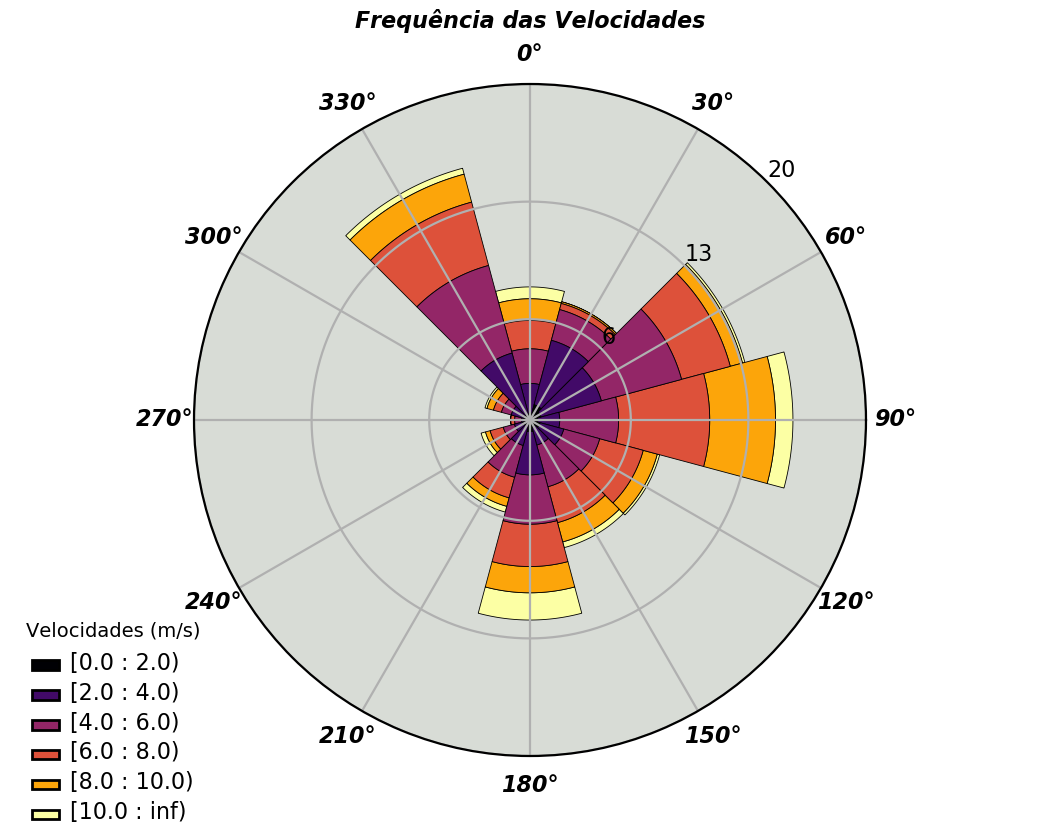 Frequência das Velocidades
0°
330°
30°
20
300°
60°
13
6
270°
90°
240°
120°
210°
150°
180°
Velocidades (m/s)
[0.0 : 2.0)
[2.0 : 4.0)
[4.0 : 6.0)
[6.0 : 8.0)
[8.0 : 10.0)
[10.0 : inf)